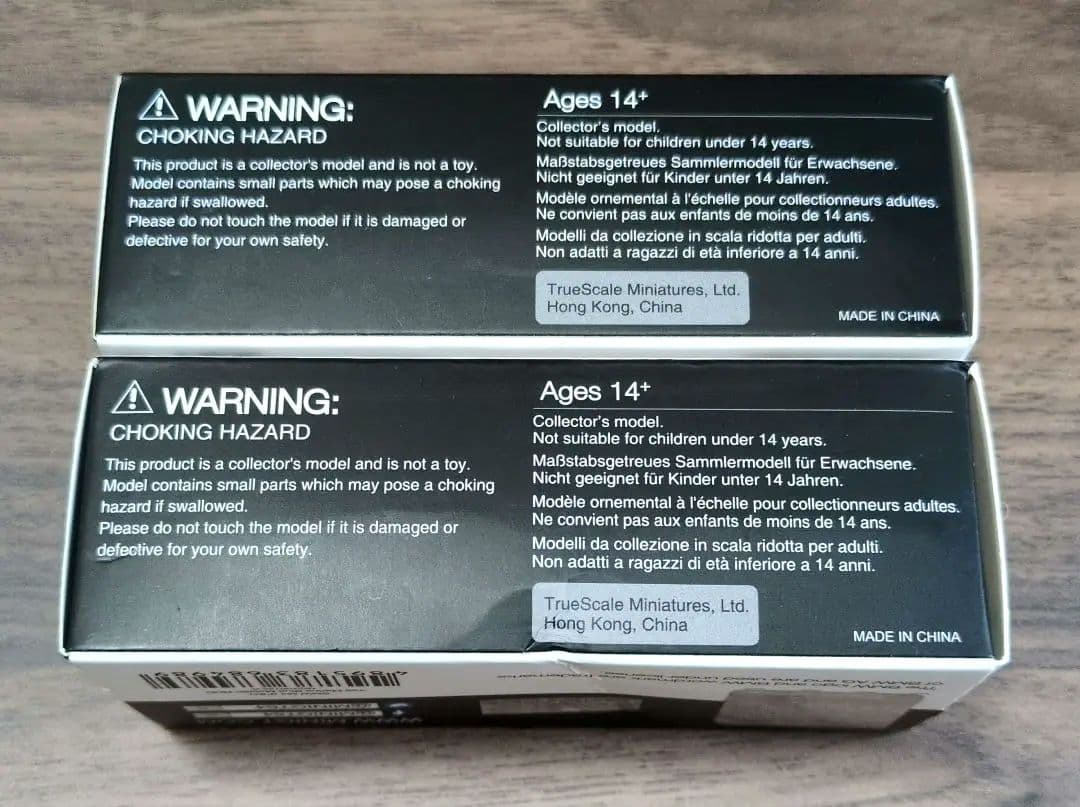 WARNING:
CHOKING HAZARD
This product is a collector's model and is not a toy.
Model contains small parts which may pose a choking
hazard if swallowed.
Please do not touch the model if it is damaged or
defective for your own safety.
Ages 14+
Collector's model.
Not suitable for children under 14 years.
Maßstabsgetreues Sammlermodell für Erwachsene.
Nicht geeignet für Kinder unter 14 Jahren.
Modèle ornemental à l'échelle pour collectionneurs adultes.
Ne convient pas aux enfants de moins de 14 ans.
Modelli da collezione in scala ridotta per adulti.
Non adatti a ragazzi di età inferiore a 14 anni.
TrueScale Miniatures, Ltd.
Hong Kong, China
MADE IN CHINA
WARNING:
CHOKING HAZARD
This product is a collector's model and is not a toy.
Model contains small parts which may pose a choking
hazard if swallowed.
Please do not touch the model if it is damaged or
defective for your own safety.
Ages 14+
Collector's model.
Not suitable for children under 14 years.
Maßstabsgetreues Sammlermodell für Erwachsene.
Nicht geeignet für Kinder unter 14 Jahren.
Modèle ornemental à l'échelle pour collectionneurs adultes.
Ne convient pas aux enfants de moins de 14 ans.
Modelli da collezione in scala ridotta per adulti.
Non adatti a ragazzi di età inferiore a 14 anni.
TrueScale Miniatures, Ltd.
Hong Kong, China
MADE IN CHINA
of BMW AG and are used under license